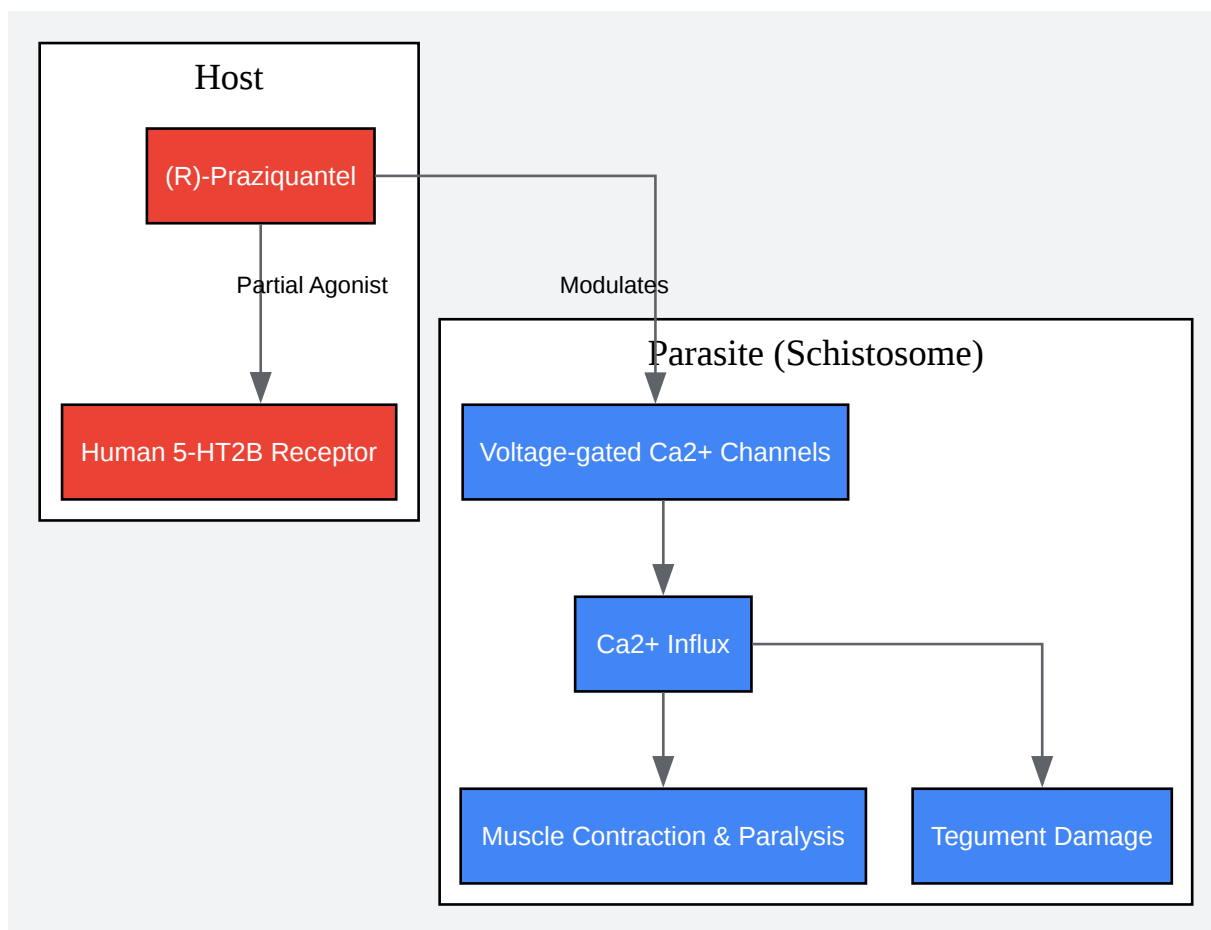 Host
(R)-Praziquantel
Partial Agonist
Modulates
Parasite (Schistosome)
Human 5-HT2B Receptor
Voltage-gated Ca2+ Channels
Ca2+ Influx
Muscle Contraction & Paralysis
Tegument Damage